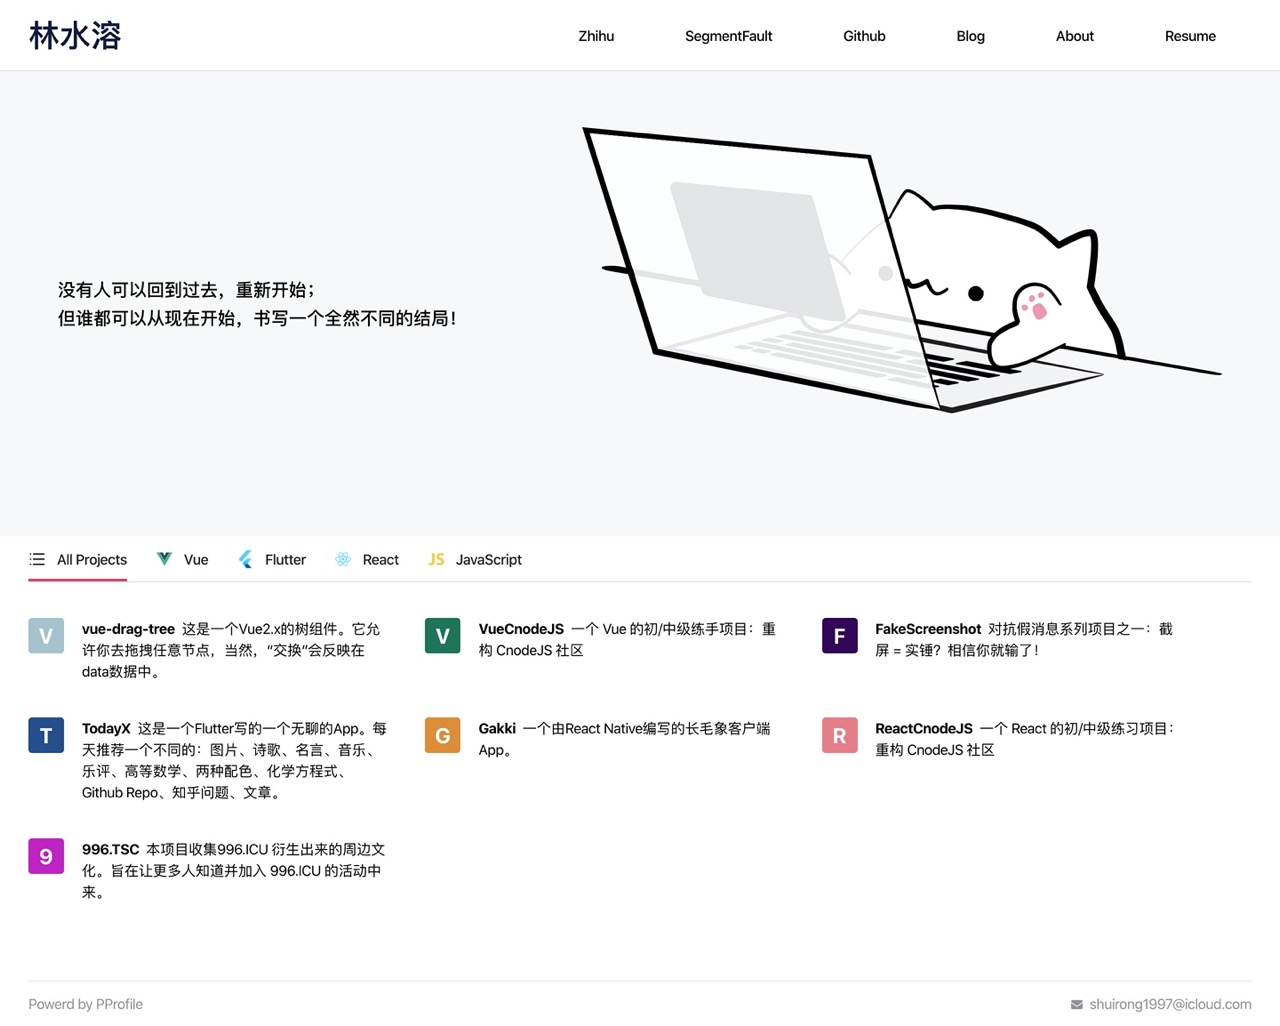 林水溶
Zhihu SegmentFault Github Blog About Resume
没有人可以回到过去，重新开始；
但谁都可以从现在开始，书写一个全然不同的结局！
All Projects Vue Flutter React JS JavaScript
V
vue-drag-tree 这是一个Vue2.x的树组件。它允
许你去拖拽任意节点，当然，“交换”会反映在
data数据中。
V
VueCnodeJS 一个 Vue 的初/中级练手项目：重
构 CnodeJS 社区
F
FakeScreenshot 对抗假消息系列项目之一：截
屏 = 实锤？相信你就输了！
T
TodayX 这是一个Flutter写的一个无聊的App。每
天推荐一个不同的：图片、诗歌、名言、音乐、
乐评、高等数学、两种配色、化学方程式、
Github Repo、知乎问题、文章。
G
Gakki 一个由React Native编写的长毛象客户端
App。
R
ReactCnodeJS 一个 React 的初/中级练习项目：
重构 CnodeJS 社区
9
996.TSC 本项目收集996.ICU 衍生出来的周边文
化。旨在让更多人知道并加入 996.ICU 的活动中
来。
Powerd by PProfile
shuirong1997@icloud.com